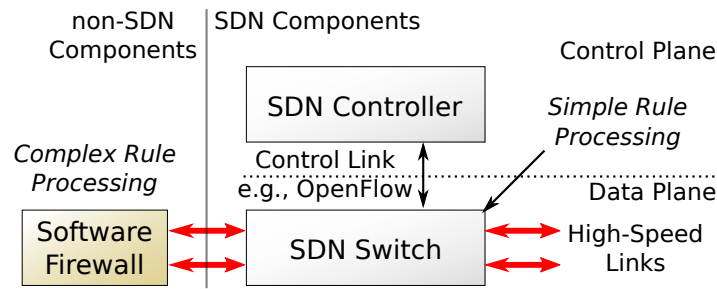 non-SDN
Components
SDN Components
Control Plane
SDN Controller
Simple Rule
Processing
Complex Rule
Processing
Control Link
e.g., OpenFlow
Data Plane
Software
Firewall
SDN Switch
High-Speed
Links